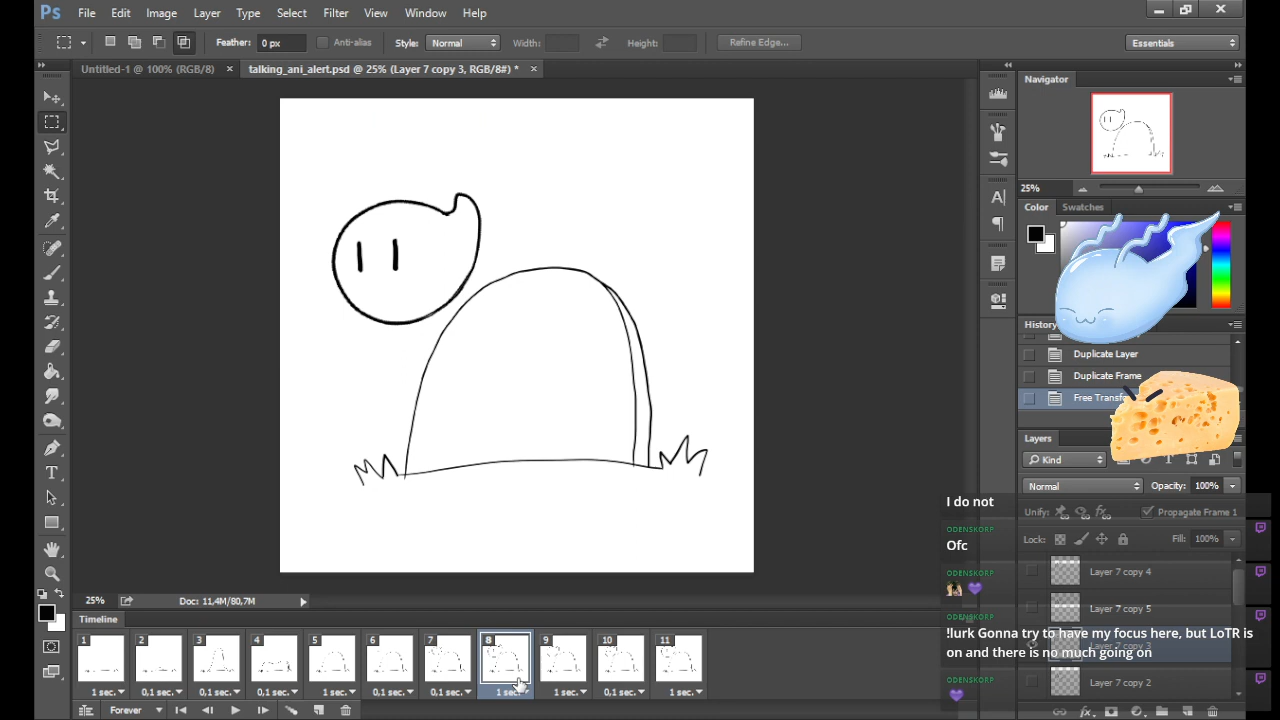 Ps File Edit Image Layer Type Select Filter View Window Help
Feather: 0 px Anti-alias Style: Normal Width: Height: Refine Edge... Essentials
Untitled-1 @ 100% (RGB/8) × talking_ani_alert.psd @ 25% (Layer 7 copy 3, RGB/8#) * ×
Navigator
25%
Color Swatches
History
Duplicate Layer
Duplicate Frame
Free Transfo
Layers
Kind
Normal Opacity: 100%
Unify: Propagate Frame 1
Lock: Fill: 100%
Layer 7 copy 4
Layer 7 copy 5
Layer 7 copy 2
I do not
ODENSKORP
Ofc
ODENSKORP
ODENSKORP
!lurk Gonna try to have my focus here, but LoTR is
on and there is no much going on
ODENSKORP
25% Doc: 11,4M/80,7M
Timeline
1 2 3 4 5 6 7 8 9 10 11
1 sec. 0,1 sec. 0,1 sec. 0,1 sec. 0,1 sec. 0,1 sec. 0,1 sec. 1 sec. 1 sec. 0,1 sec. 1 sec.
Forever